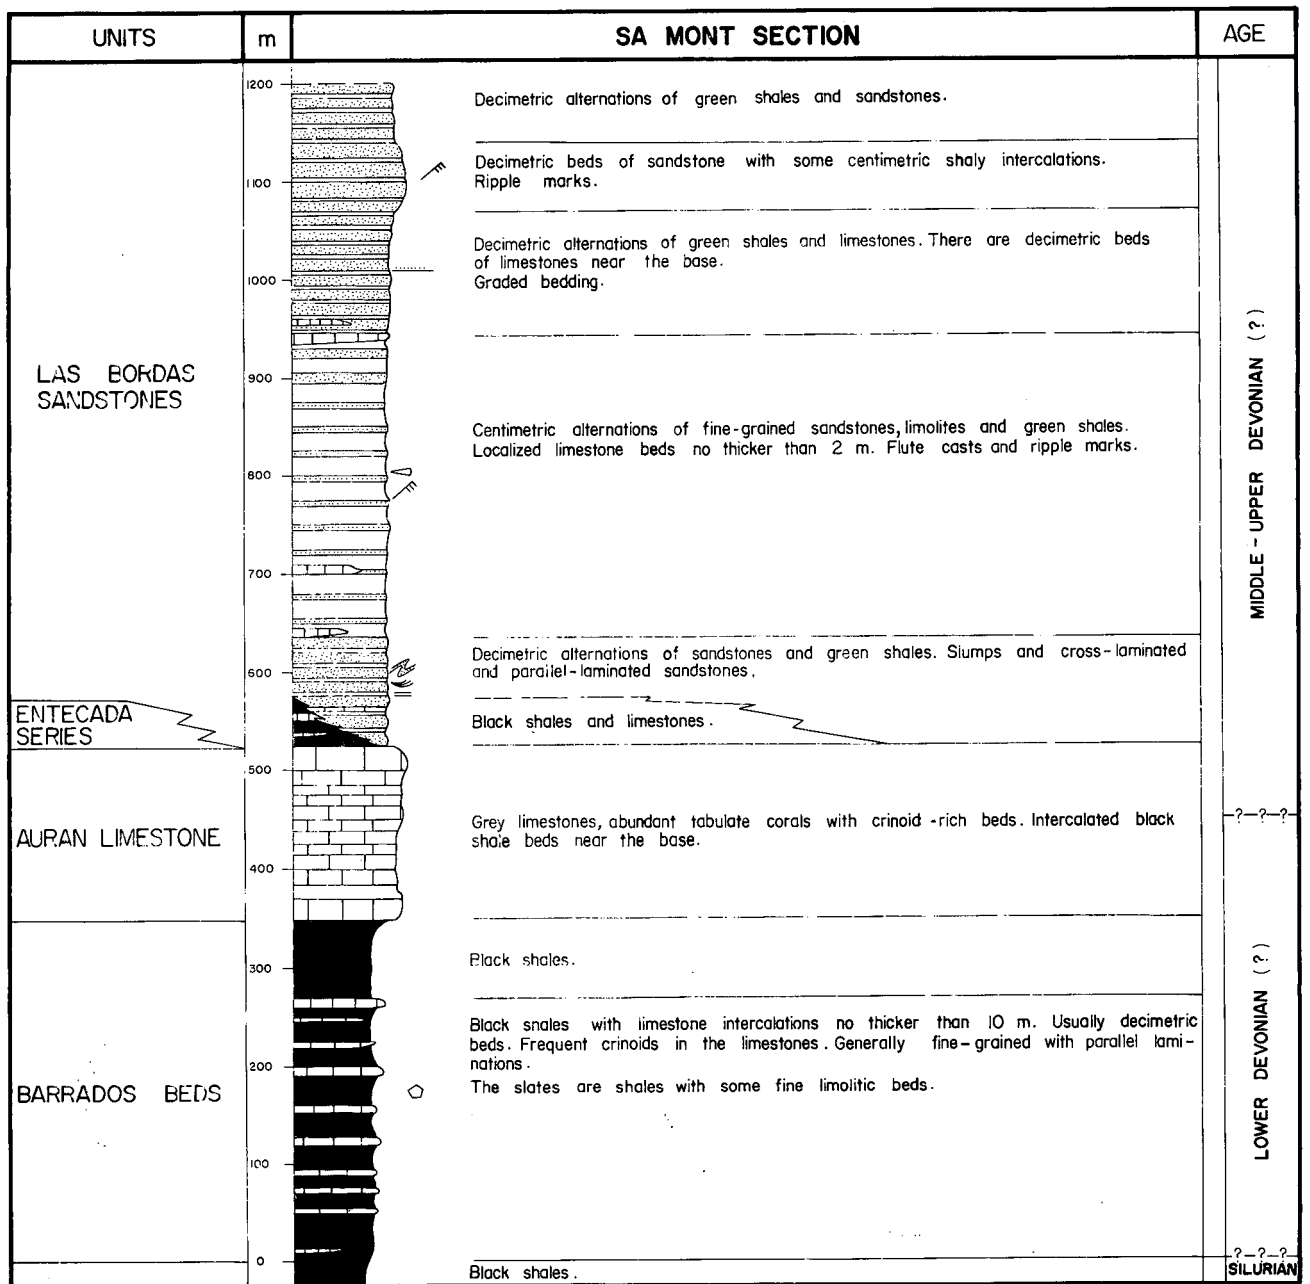 UNITS
m
SA MONT SECTION
AGE
1200
Decimetric alternations of green shales and sandstones.
Decimetric beds of sandstone with some centimetric shaly intercalations.
Ripple marks.
1100
Decimetric alternations of green shales and limestones. There are decimetric beds
of limestones near the base.
Graded bedding.
1000
LAS BORDAS
SANDSTONES
900
Centimetric alternations of fine-grained sandstones, limolites and green shales.
Localized limestone beds no thicker than 2 m. Flute casts and ripple marks.
800
700
MIDDLE - UPPER DEVONIAN (?)
Decimetric alternations of sandstones and green shales. Slumps and cross-laminated
and parallel-laminated sandstones.
600
ENTECADA
SERIES
Black shales and limestones.
500
AURAN LIMESTONE
Grey limestones, abundant tabulate corals with crinoid-rich beds. Intercalated black
shale beds near the base.
-?-?-?-
400
Black shales.
300
Black snales with limestone intercalations no thicker than 10 m. Usually decimetric
beds. Frequent crinoids in the limestones. Generally fine-grained with parallel lami-
nations.
The slates are shales with some fine limolitic beds.
200
BARRADOS BEDS
100
LOWER DEVONIAN (?)
0
-?-?-?-
Black shales.
SILURIAN